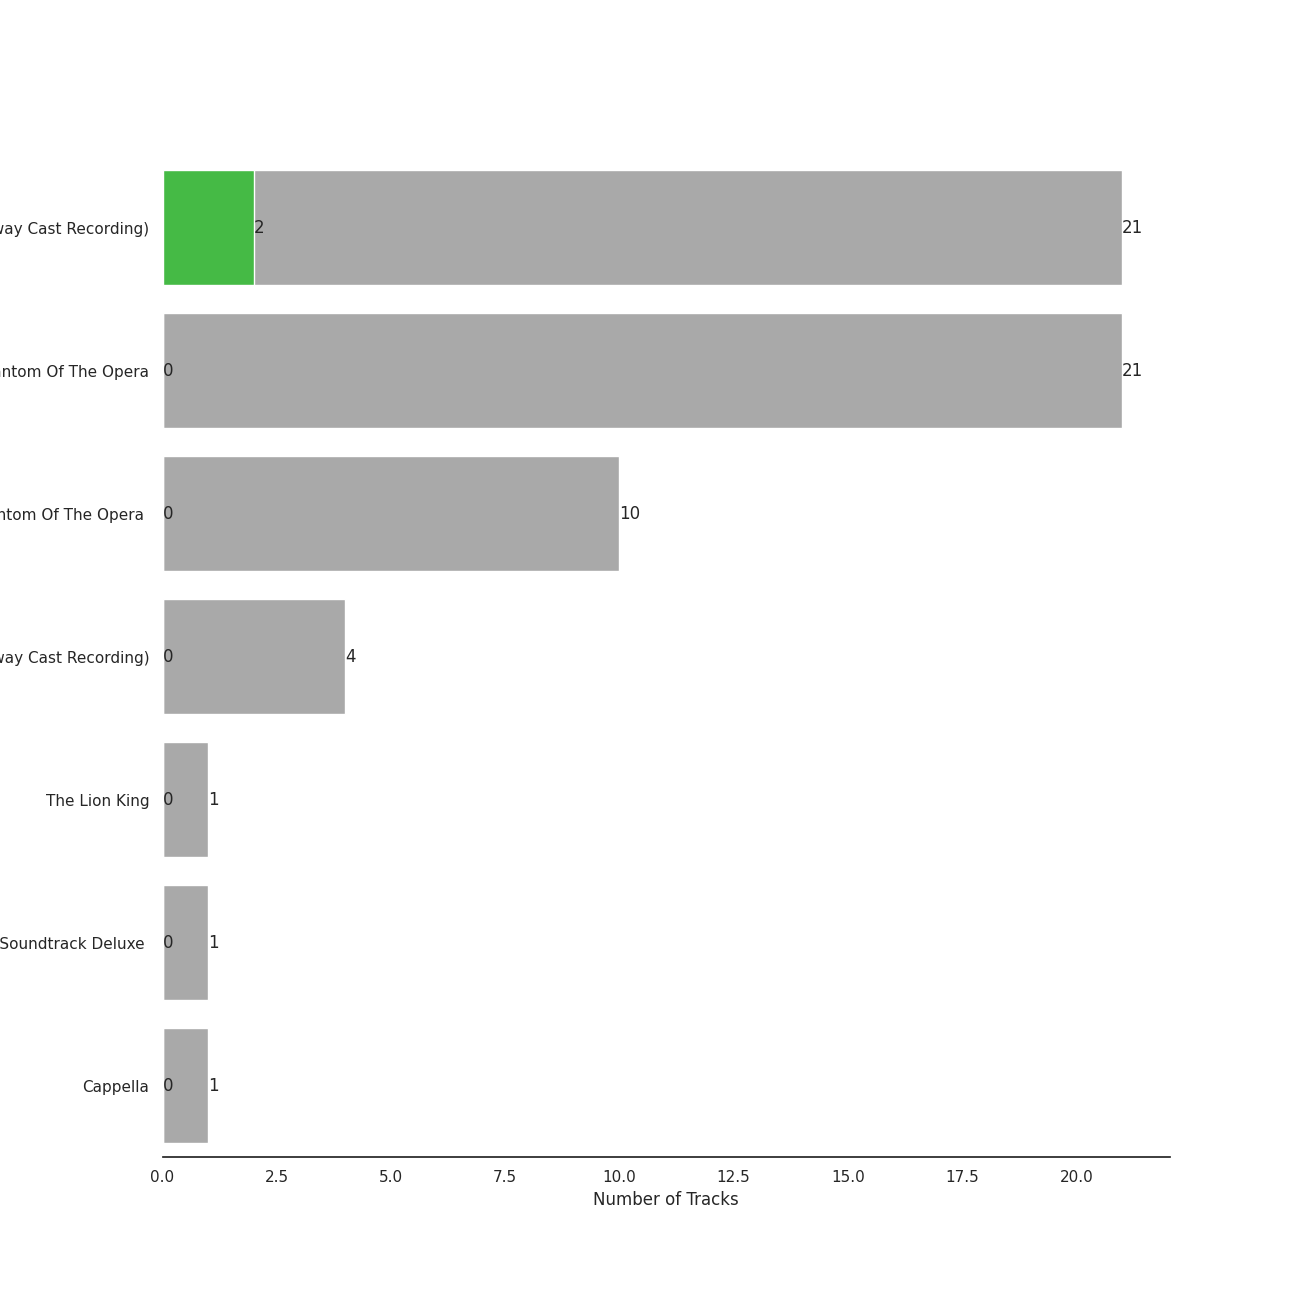 way Cast Recording) 2 21
ntom Of The Opera 0 21
ntom Of The Opera 0 10
way Cast Recording) 0 4
The Lion King 0 1
Soundtrack Deluxe 0 1
Cappella 0 1
0.0 2.5 5.0 7.5 10.0 12.5 15.0 17.5 20.0
Number of Tracks